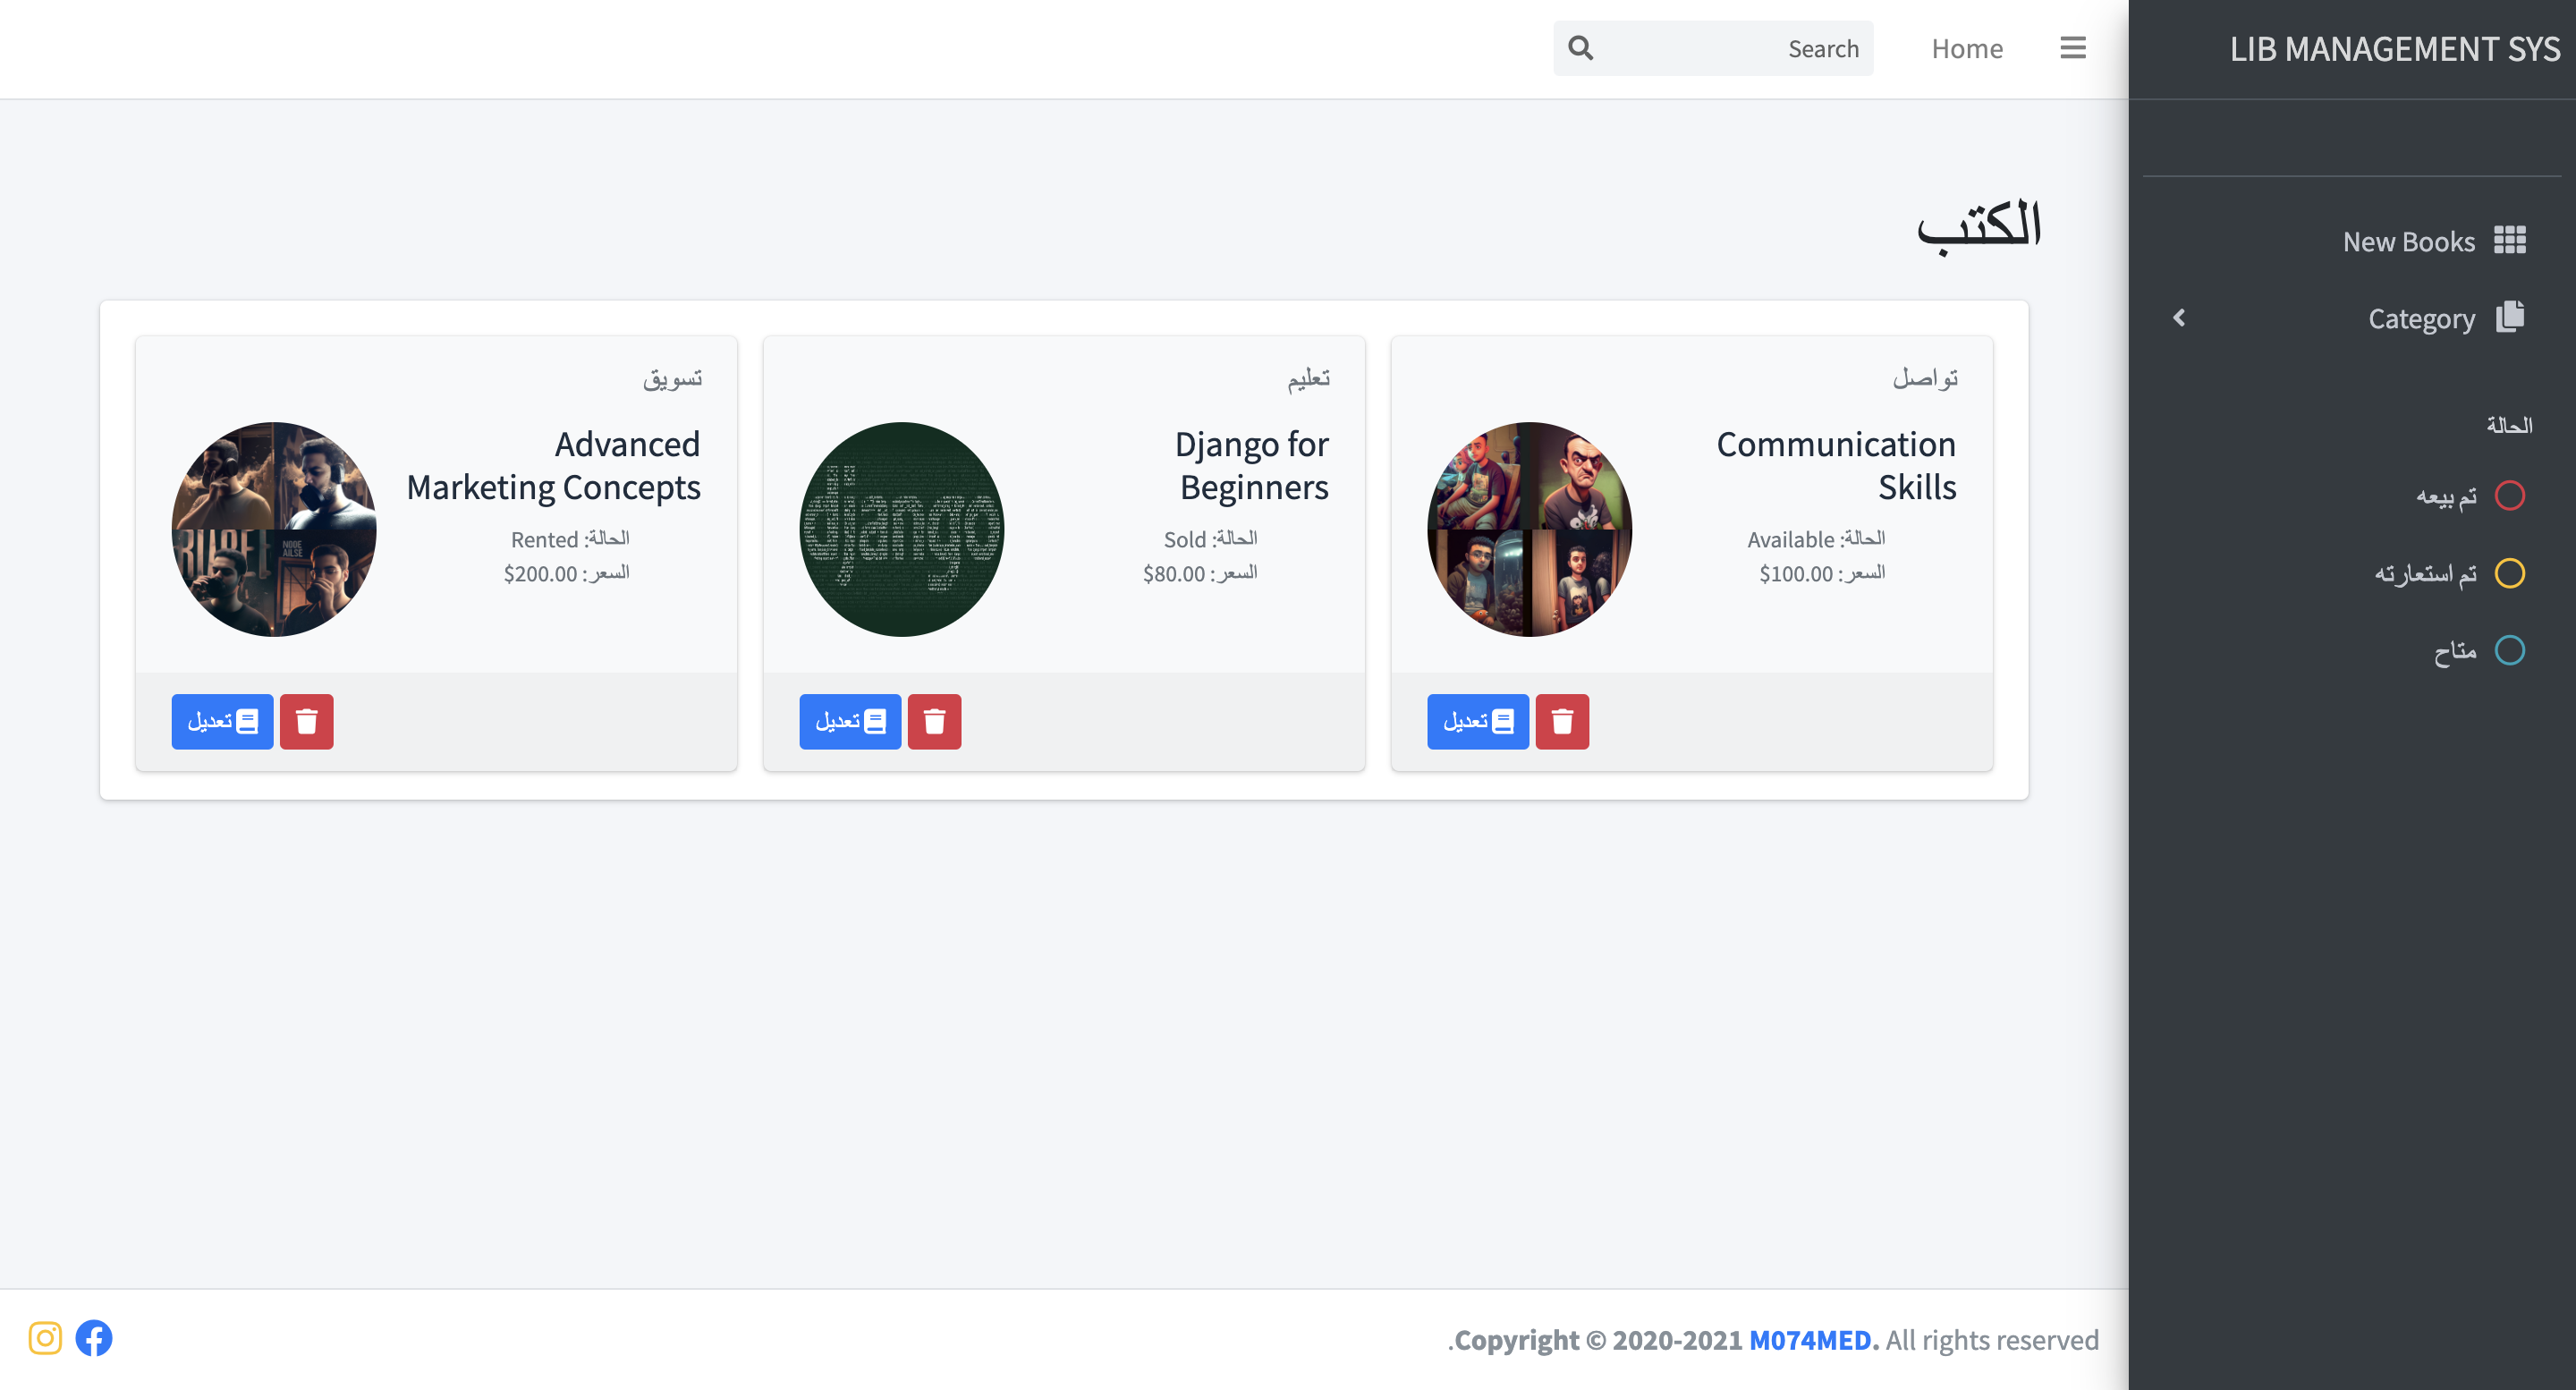 LIB MANAGEMENT SYS
Home
Search
New Books
Category
الحالة
تم بيعه
تم استعارته
متاح
الكتب
تواصل
Communication
Skills
الحالة: Available
السعر: 100.00$
تعديل
تعليم
Django for
Beginners
django
الحالة: Sold
السعر: 80.00$
تعديل
تسويق
Advanced
Marketing Concepts
الحالة: Rented
السعر: 200.00$
تعديل
.Copyright © 2020-2021 M074MED. All rights reserved